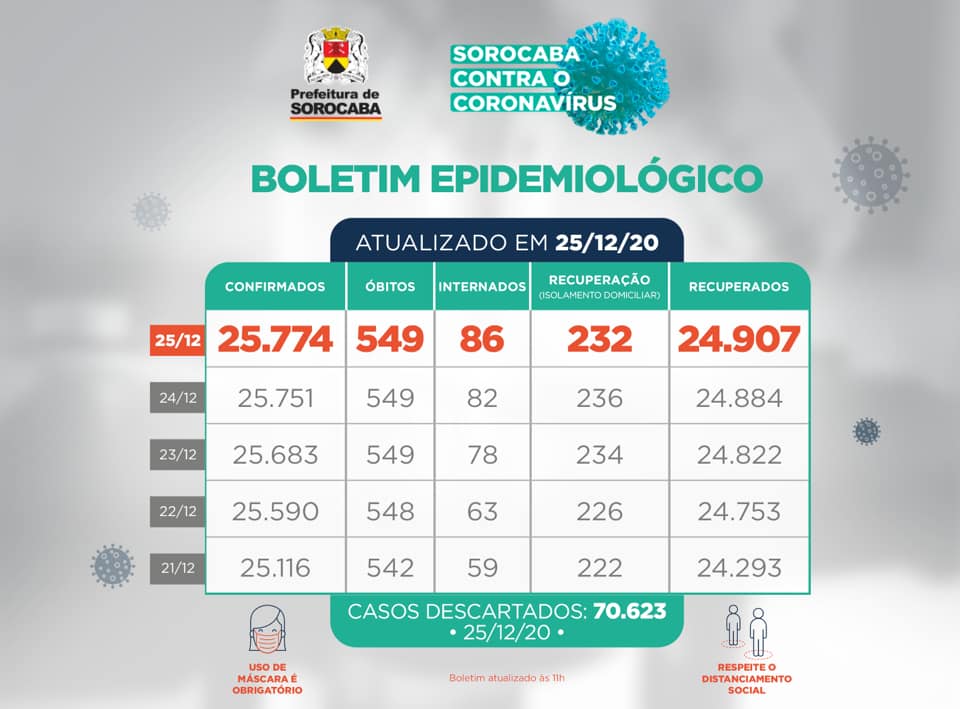 Prefeitura de
SOROCABA
SOROCABA
CONTRA O
CORONAVÍRUS
BOLETIM EPIDEMIOLÓGICO
ATUALIZADO EM 25/12/20
CONFIRMADOS ÓBITOS INTERNADOS RECUPERAÇÃO (ISOLAMENTO DOMICILIAR) RECUPERADOS
25/12 25.774 549 86 232 24.907
24/12 25.751 549 82 236 24.884
23/12 25.683 549 78 234 24.822
22/12 25.590 548 63 226 24.753
21/12 25.116 542 59 222 24.293
CASOS DESCARTADOS: 70.623
• 25/12/20 •
USO DE
MÁSCARA É
OBRIGATÓRIO
Boletim atualizado às 11h
RESPEITE O
DISTANCIAMENTO
SOCIAL